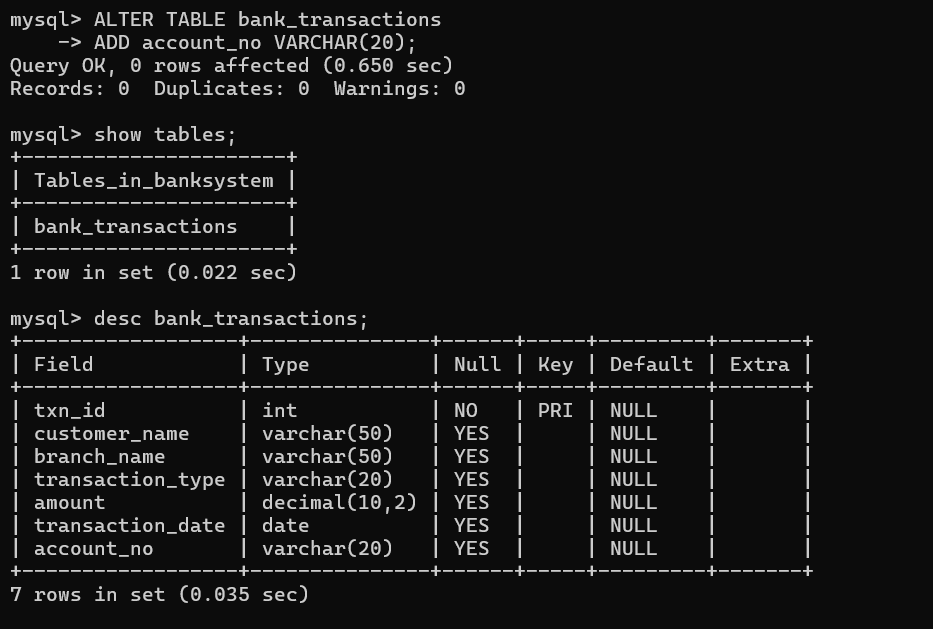 mysql> ALTER TABLE bank_transactions
    -> ADD account_no VARCHAR(20);
Query OK, 0 rows affected (0.650 sec)
Records: 0  Duplicates: 0  Warnings: 0

mysql> show tables;
+----------------------+
| Tables_in_banksystem |
+----------------------+
| bank_transactions    |
+----------------------+
1 row in set (0.022 sec)

mysql> desc bank_transactions;
+------------------+---------------+------+-----+---------+-------+
| Field            | Type          | Null | Key | Default | Extra |
+------------------+---------------+------+-----+---------+-------+
| txn_id           | int           | NO   | PRI | NULL    |       |
| customer_name    | varchar(50)   | YES  |     | NULL    |       |
| branch_name      | varchar(50)   | YES  |     | NULL    |       |
| transaction_type | varchar(20)   | YES  |     | NULL    |       |
| amount           | decimal(10,2) | YES  |     | NULL    |       |
| transaction_date | date          | YES  |     | NULL    |       |
| account_no       | varchar(20)   | YES  |     | NULL    |       |
+------------------+---------------+------+-----+---------+-------+
7 rows in set (0.035 sec)